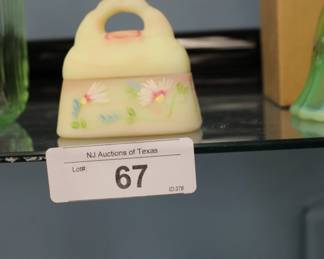 NJ Auctions of Texas
Lot#:
67
ID:378